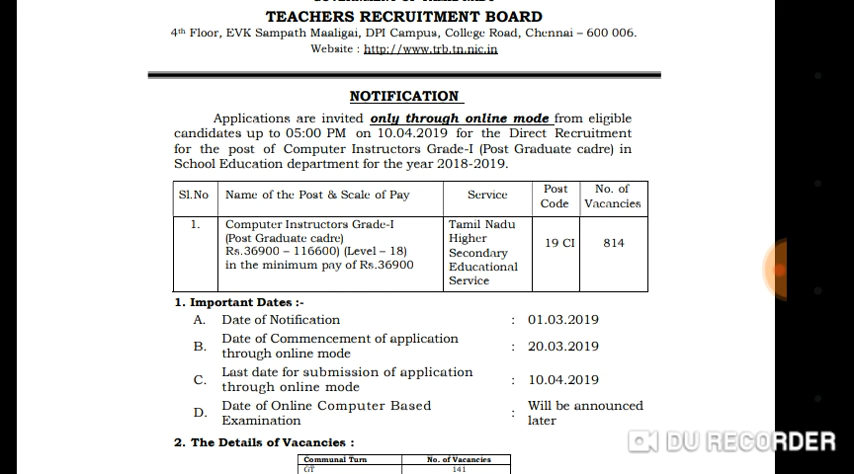 TEACHERS RECRUITMENT BOARD
4th Floor, EVK Sampath Maaligai, DPI Campus, College Road, Chennai – 600 006.
Website : http://www.trb.tn.nic.in
NOTIFICATION
Applications are invited only through online mode from eligible
candidates up to 05:00 PM on 10.04.2019 for the Direct Recruitment
for the post of Computer Instructors Grade-I (Post Graduate cadre) in
School Education department for the year 2018-2019.
Sl.No Name of the Post & Scale of Pay Service Post Code No. of Vacancies
1. Computer Instructors Grade-I
(Post Graduate cadre)
Rs.36900 – 116600) (Level – 18)
in the minimum pay of Rs.36900
Tamil Nadu
Higher
Secondary
Educational
Service
19 CI
814
1. Important Dates :-
A. Date of Notification : 01.03.2019
B. Date of Commencement of application
through online mode : 20.03.2019
C. Last date for submission of application
through online mode : 10.04.2019
D. Date of Online Computer Based
Examination : Will be announced
later
2. The Details of Vacancies :
Communal Turn No. of Vacancies
GT 141
DU RECORDER